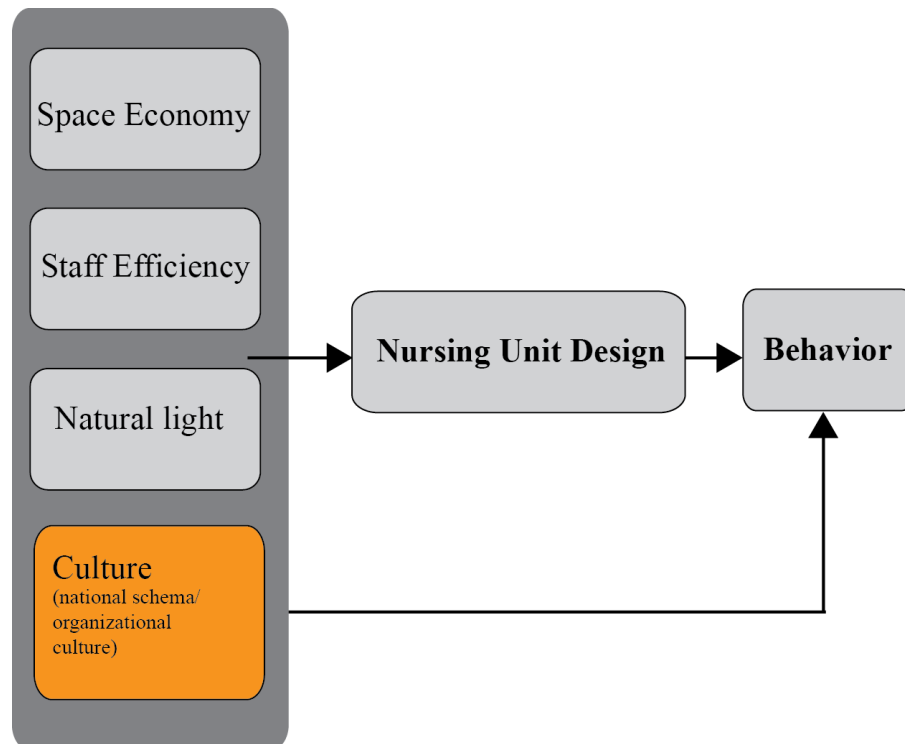 Space Economy
Staff Efficiency
Natural light
Culture
(national schema/
organizational
culture)
Nursing Unit Design
Behavior